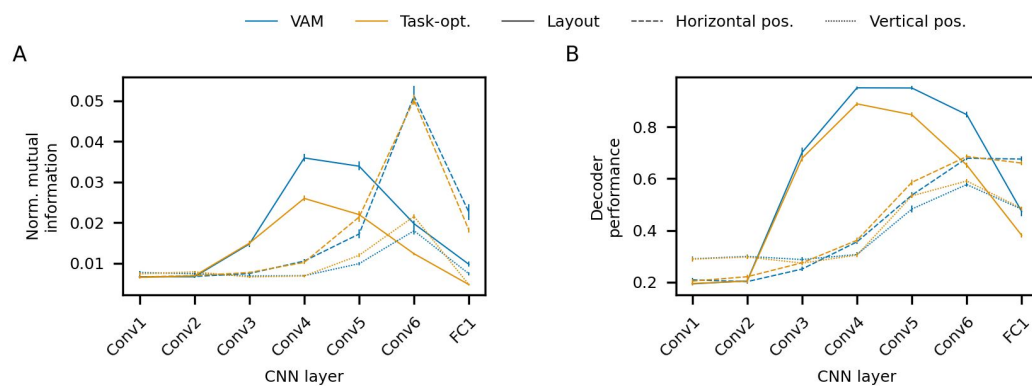 VAM Task-opt. Layout Horizontal pos. Vertical pos.
A
B
Norm. mutual
information
0.05
0.04
0.03
0.02
0.01
Conv1 Conv2 Conv3 Conv4 Conv5 Conv6 FC1
CNN layer
Decoder
performance
0.8
0.6
0.4
0.2
Conv1 Conv2 Conv3 Conv4 Conv5 Conv6 FC1
CNN layer